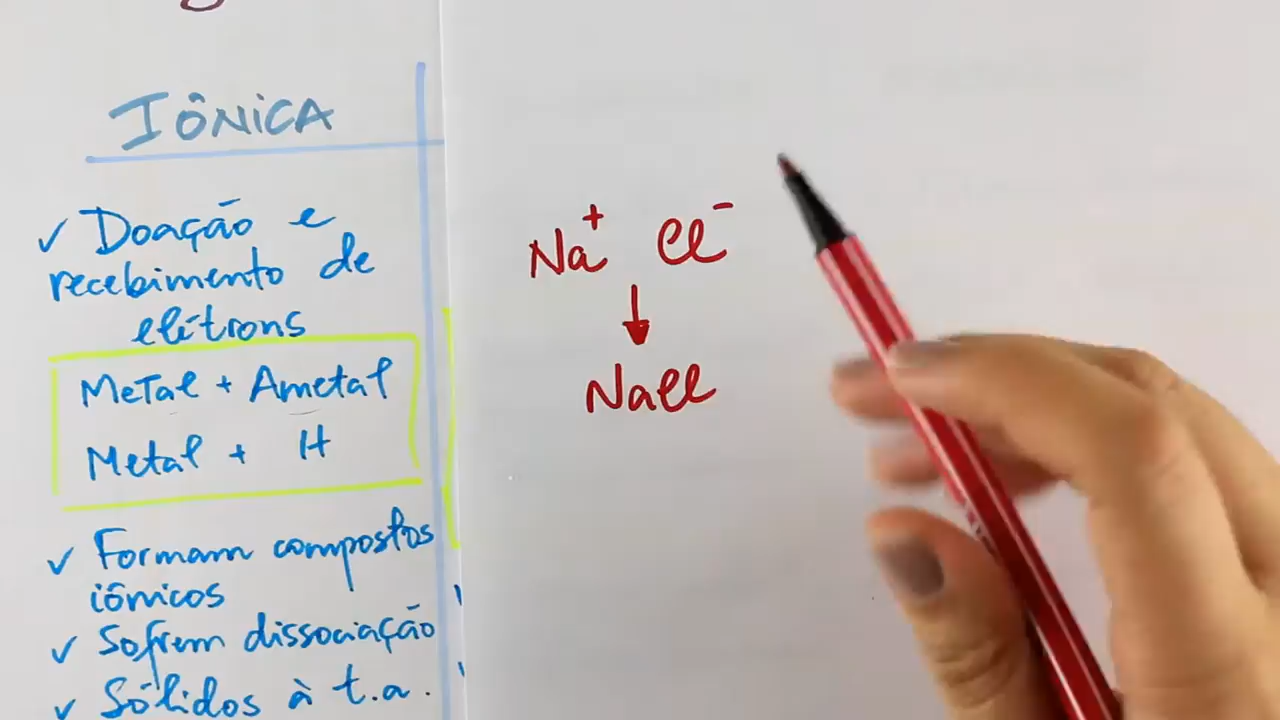 IÔNICA
✓ Doação e
recebimento de
elétrons
Metal + Ametal
Metal + H
✓ Formam compostos
iônicos
✓ Sofrem dissociação
✓ Sólidos à t.a.
Na⁺ Cl⁻
↓
NaCl